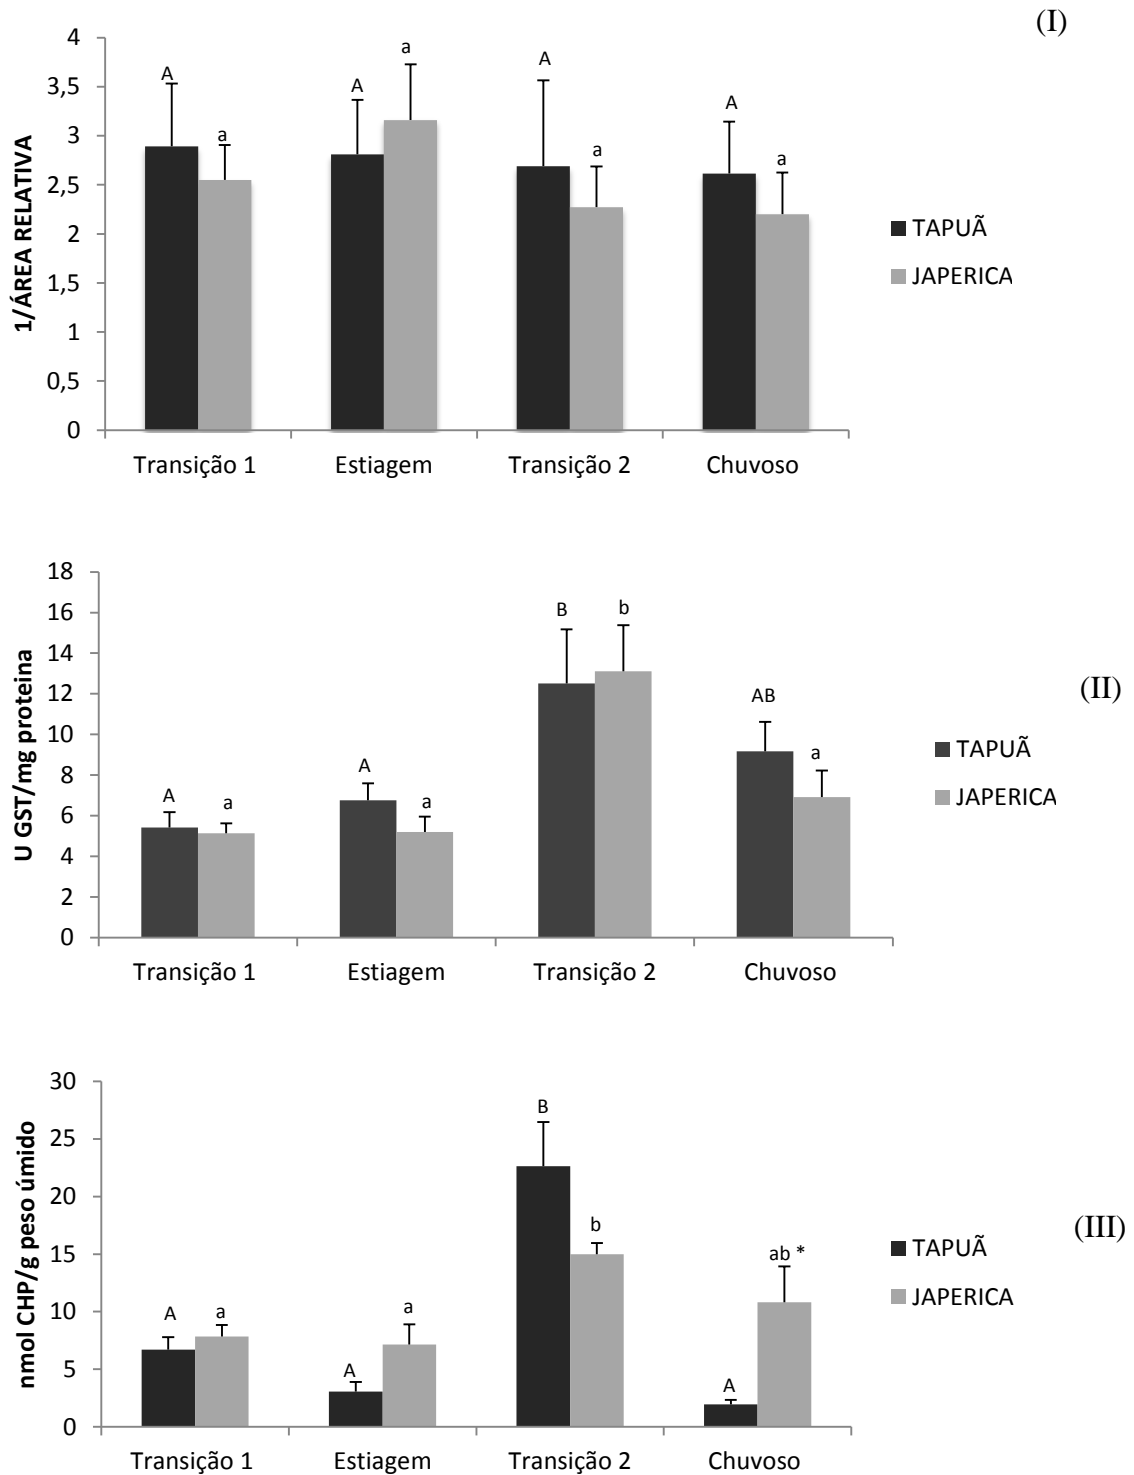 (I)
4
3,5
3
2,5
2
1,5
1
0,5
0
1/ÁREA RELATIVA
A
a
A
a
A
a
A
a
Transição 1
Estiagem
Transição 2
Chuvoso
TAPUÃ
JAPERICA
(II)
18
16
14
12
10
8
6
4
2
0
U GST/mg proteina
A
a
A
a
B
b
AB
a
Transição 1
Estiagem
Transição 2
Chuvoso
TAPUÃ
JAPERICA
(III)
30
25
20
15
10
5
0
nmol CHP/g peso úmido
A
a
A
a
B
b
A
ab *
Transição 1
Estiagem
Transição 2
Chuvoso
TAPUÃ
JAPERICA